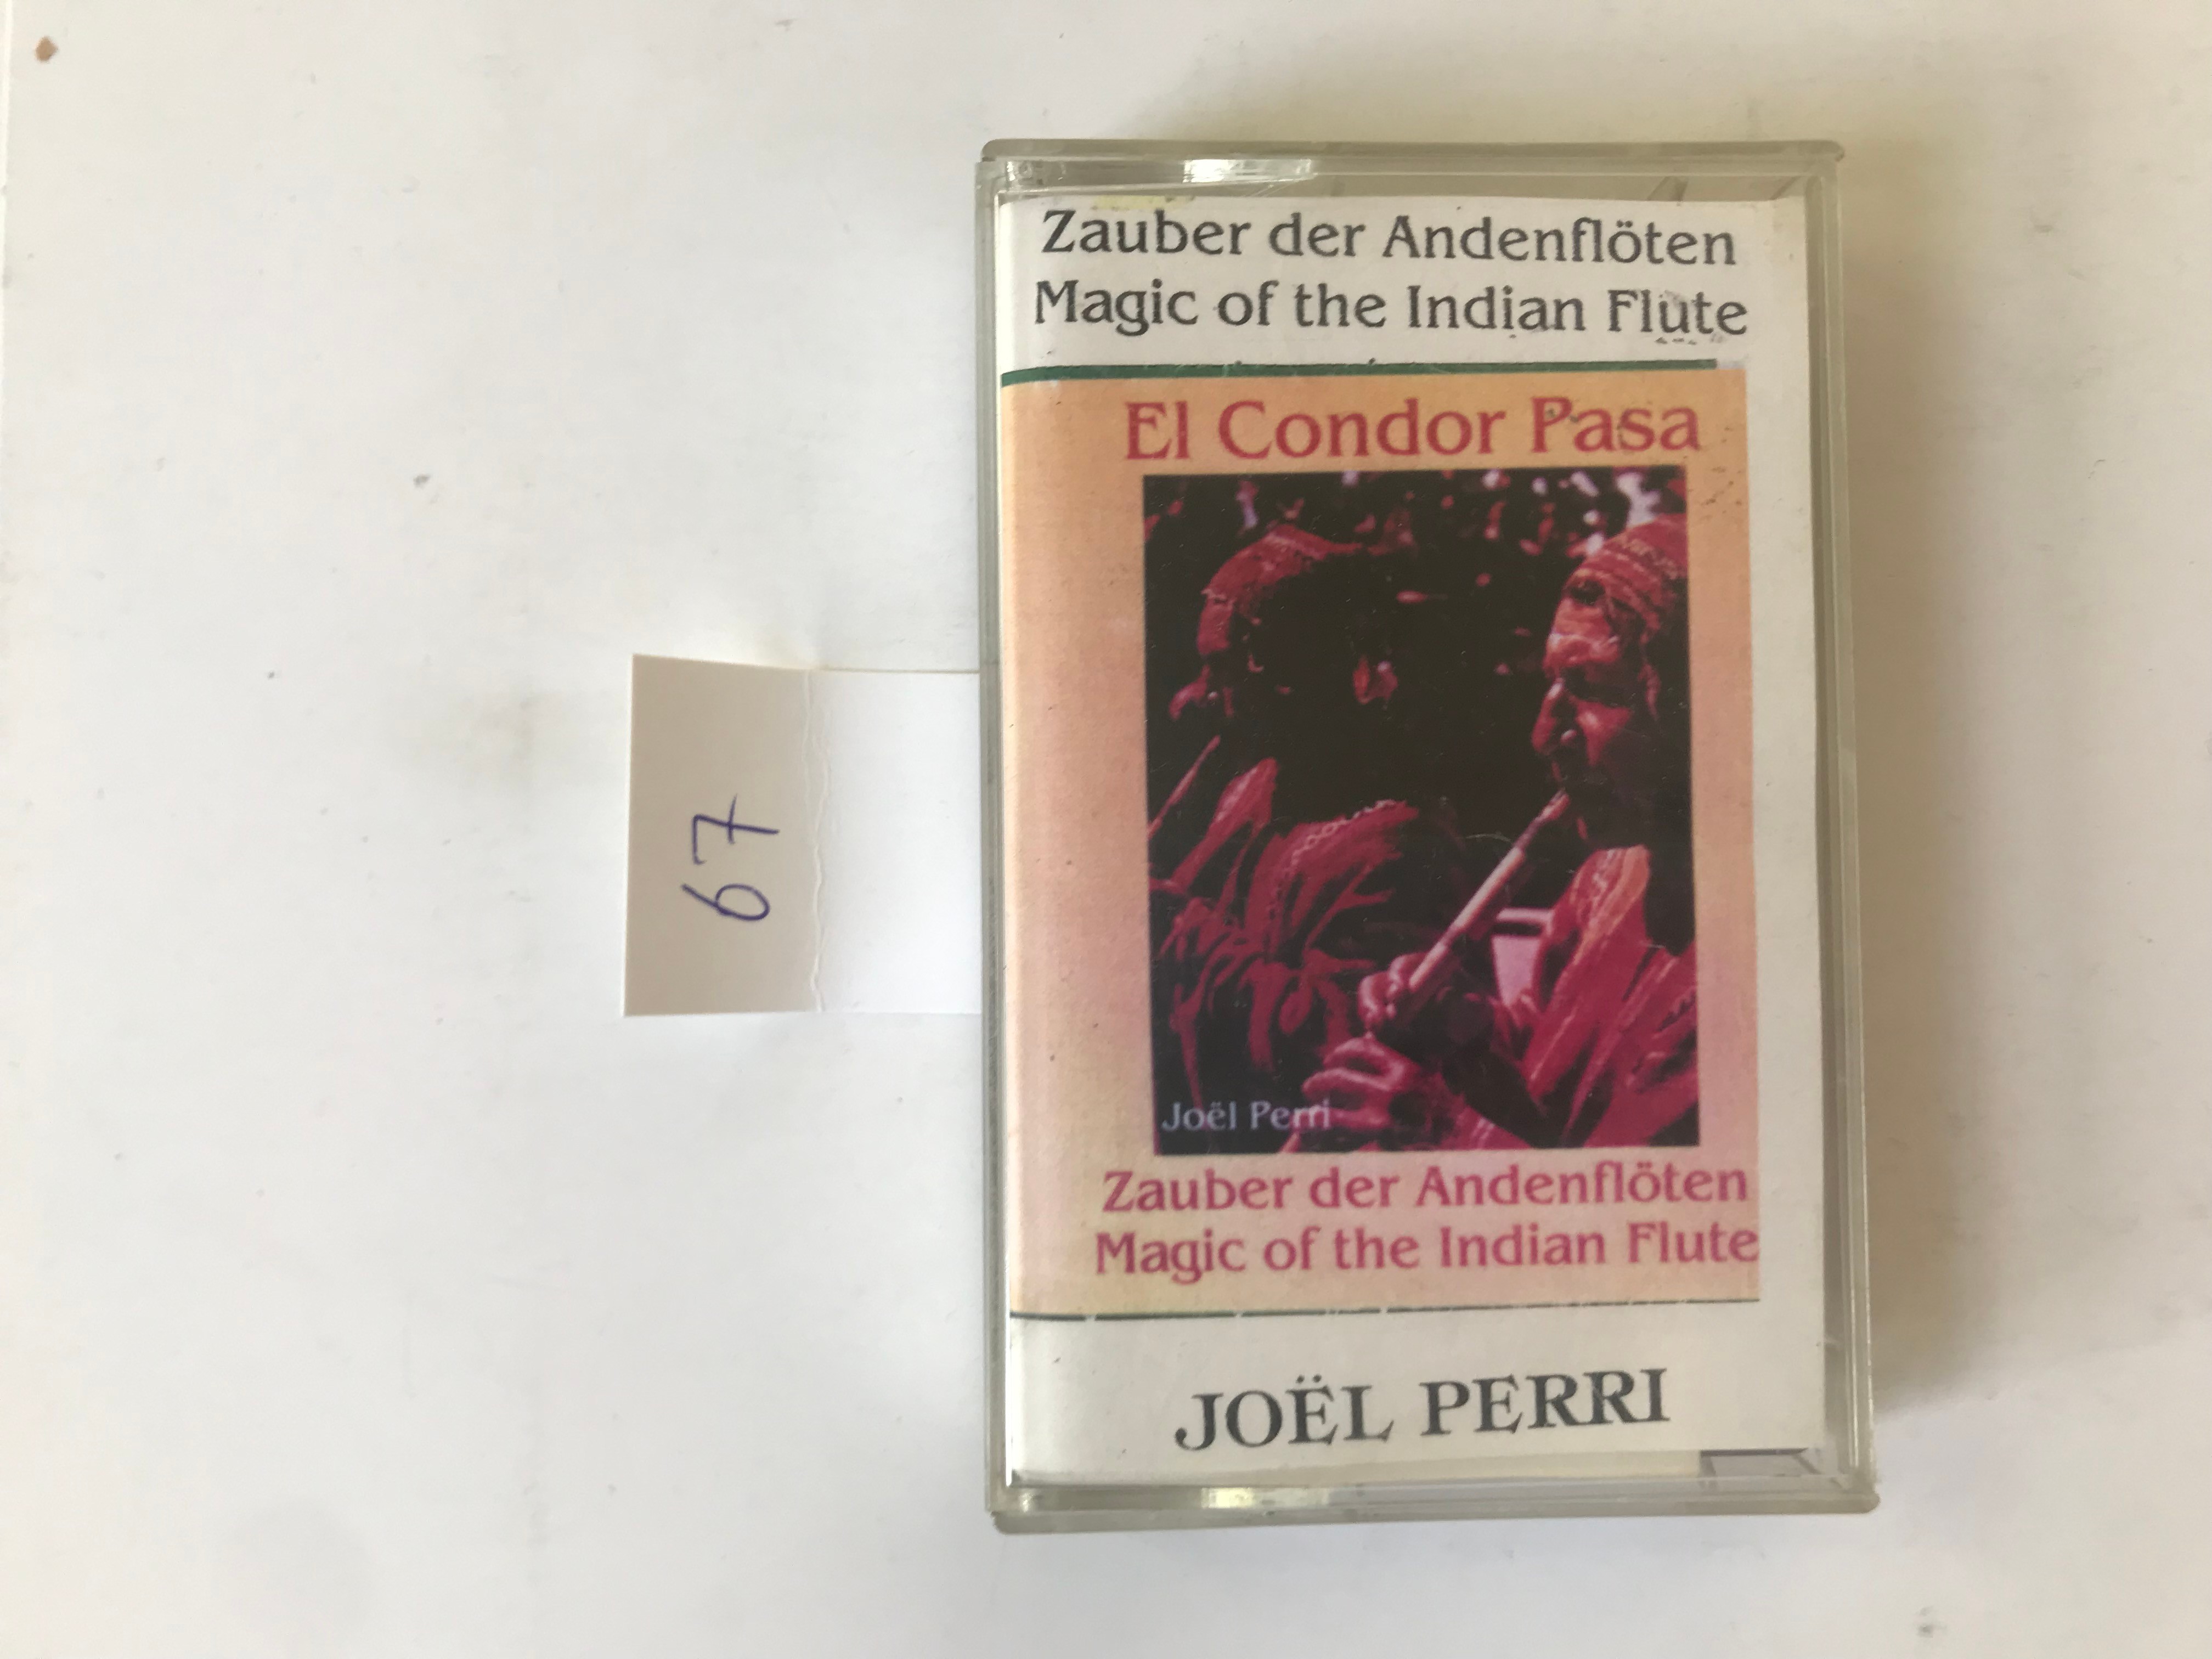 67
Zauber der Andenflöten
Magic of the Indian Flute
El Condor Pasa
Joël Perri
Zauber der Andenflöten
Magic of the Indian Flute
JOËL PERRI